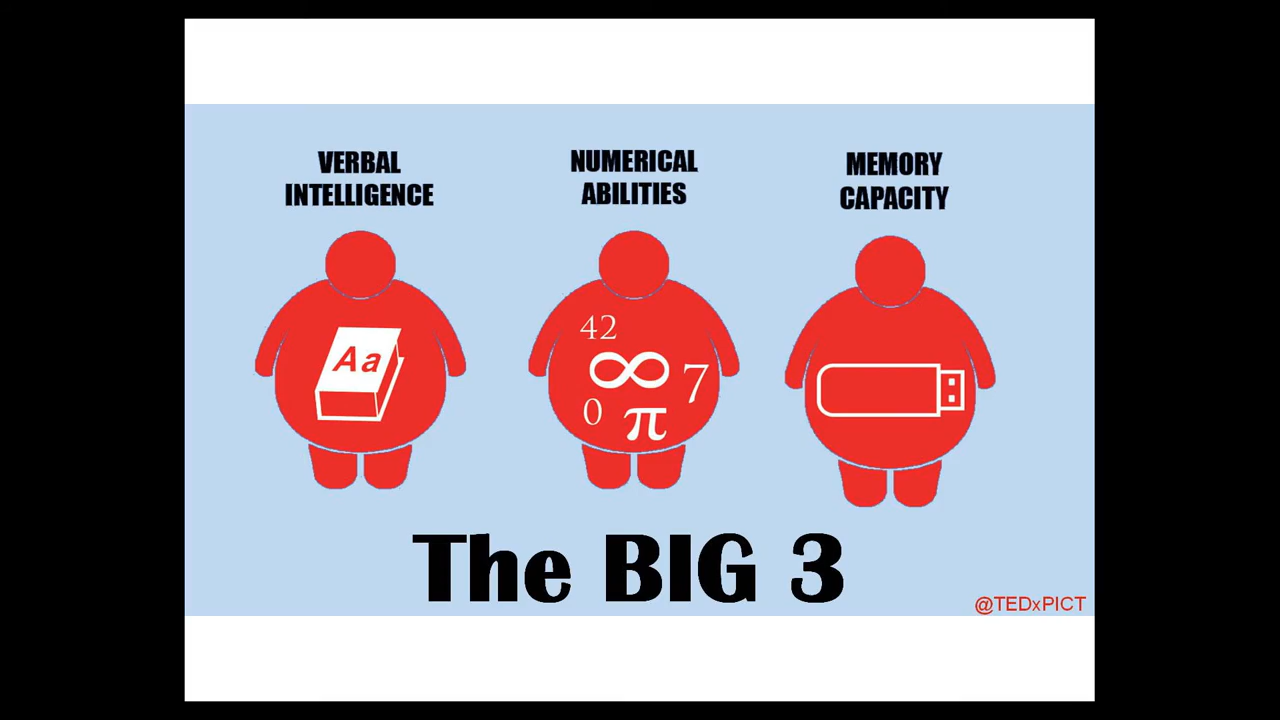 VERBAL
INTELLIGENCE
NUMERICAL
ABILITIES
MEMORY
CAPACITY
Aa
42
∞
7
0
π
The BIG 3
@TEDxPICT